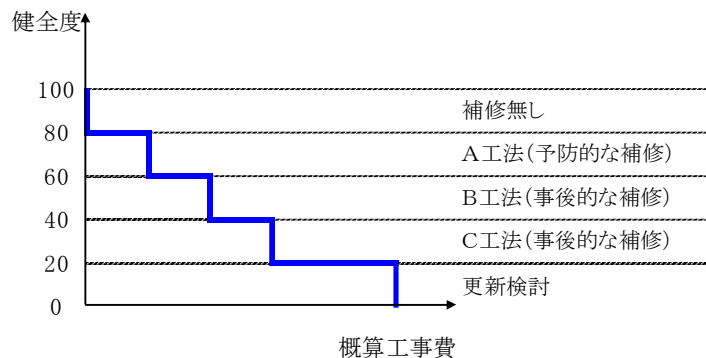 健全度
100
補修無し
80
A工法(予防的な補修)
60
B工法(事後的な補修)
40
C工法(事後的な補修)
20
更新検討
0
概算工事費